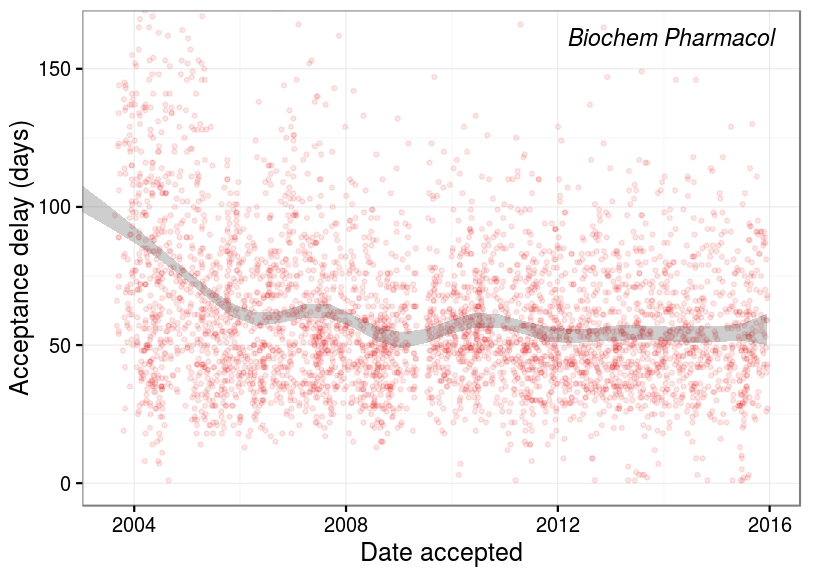 Biochem Pharmacol
150
100
50
0
Acceptance delay (days)
2004 2008 2012 2016
Date accepted